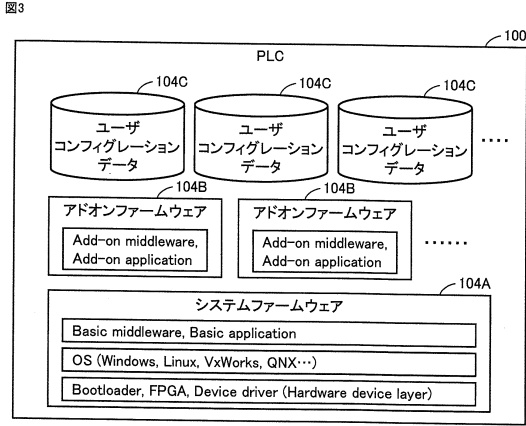 図3
100
PLC
104C
104C
104C
ユーザ
コンフィグレーション
データ
ユーザ
コンフィグレーション
データ
ユーザ
コンフィグレーション
データ
‥‥
104B
104B
アドオンファームウェア
Add-on middleware,
Add-on application
アドオンファームウェア
Add-on middleware,
Add-on application
‥‥‥
104A
システムファームウェア
Basic middleware, Basic application
OS (Windows, Linux, VxWorks, QNX…)
Bootloader, FPGA, Device driver (Hardware device layer)